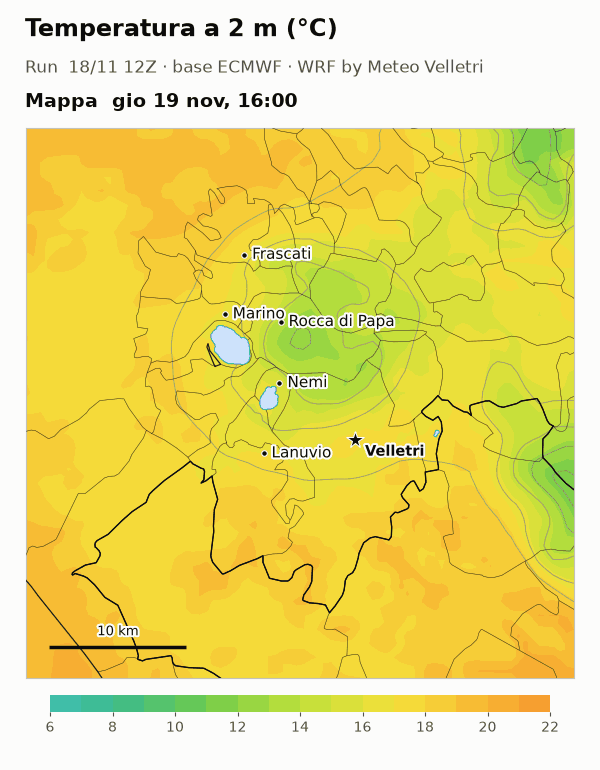 Temperatura a 2 m (°C)
Run  18/11 12Z · base ECMWF · WRF by Meteo Velletri
Mappa  gio 19 nov, 16:00
Frascati
Marino
Rocca di Papa
Nemi
Velletri
Lanuvio
10 km
6 8 10 12 14 16 18 20 22